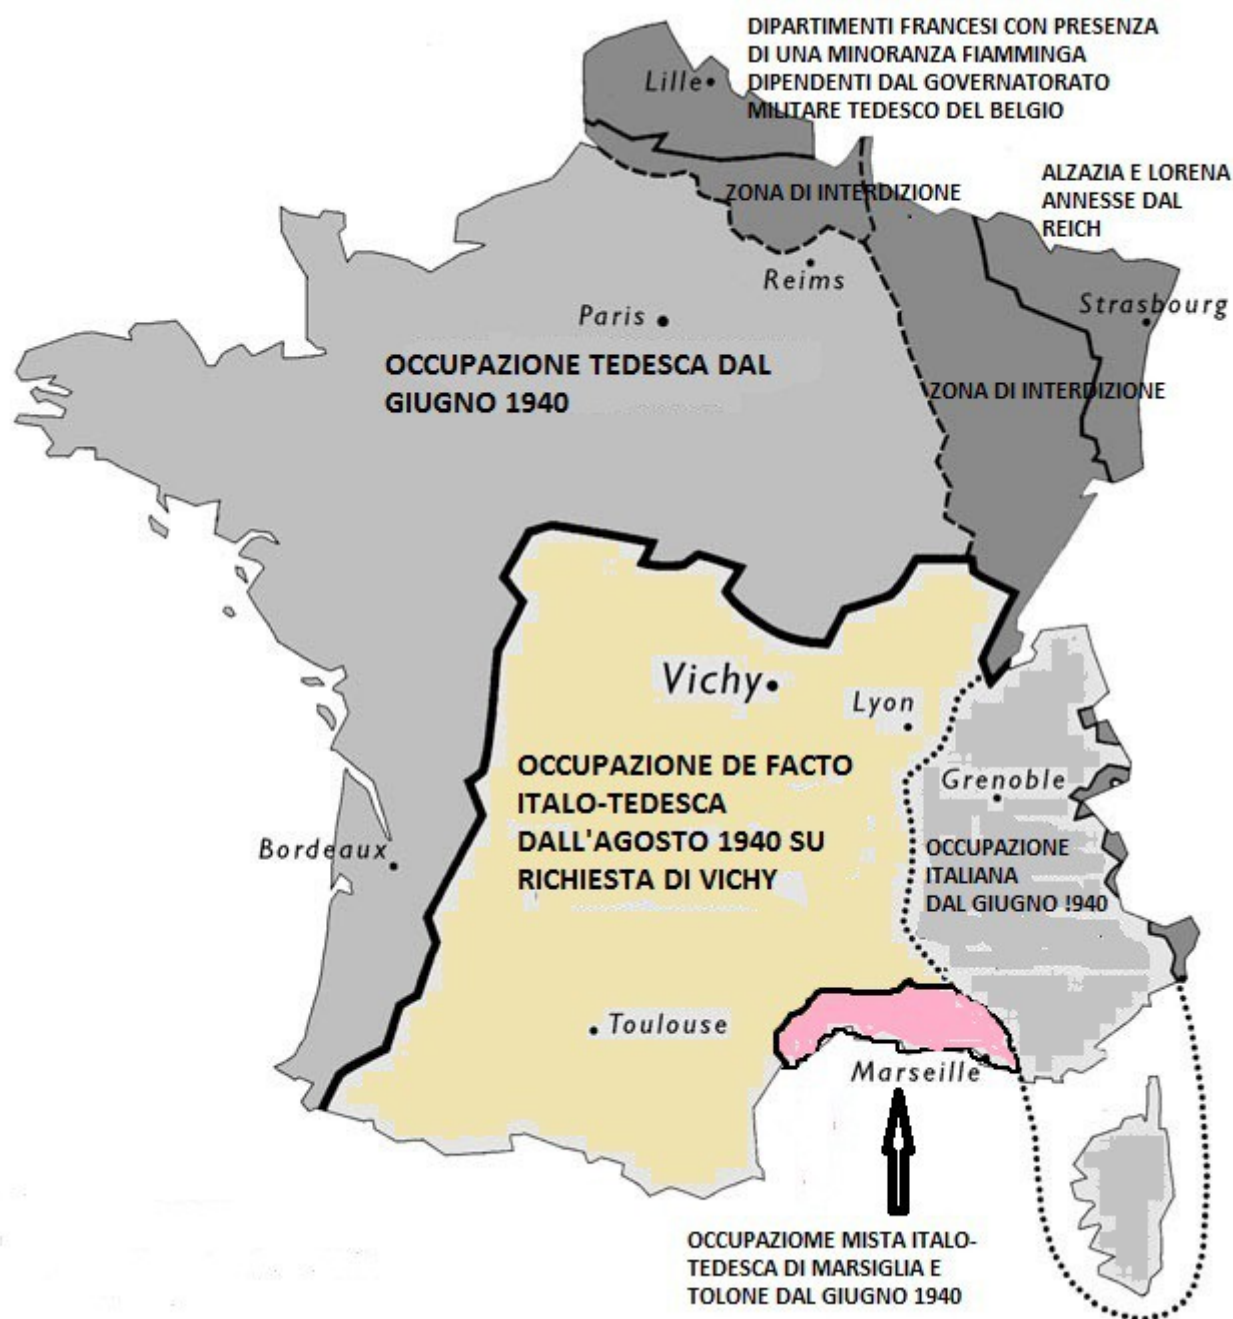 DIPARTIMENTI FRANCESI CON PRESENZA
DI UNA MINORANZA FIAMMINGA
DIPENDENTI DAL GOVERNATORATO
MILITARE TEDESCO DEL BELGIO
Lille
ALZAZIA E LORENA
ANNESSE DAL
REICH
ZONA DI INTERDIZIONE
Reims
Strasbourg
Paris
OCCUPAZIONE TEDESCA DAL
GIUGNO 1940
ZONA DI INTERDIZIONE
Vichy
Lyon
OCCUPAZIONE DE FACTO
ITALO-TEDESCA
DALL'AGOSTO 1940 SU
RICHIESTA DI VICHY
Grenoble
Bordeaux
OCCUPAZIONE
ITALIANA
DAL GIUGNO !940
Toulouse
Marseille
OCCUPAZIOME MISTA ITALO-
TEDESCA DI MARSIGLIA E
TOLONE DAL GIUGNO 1940